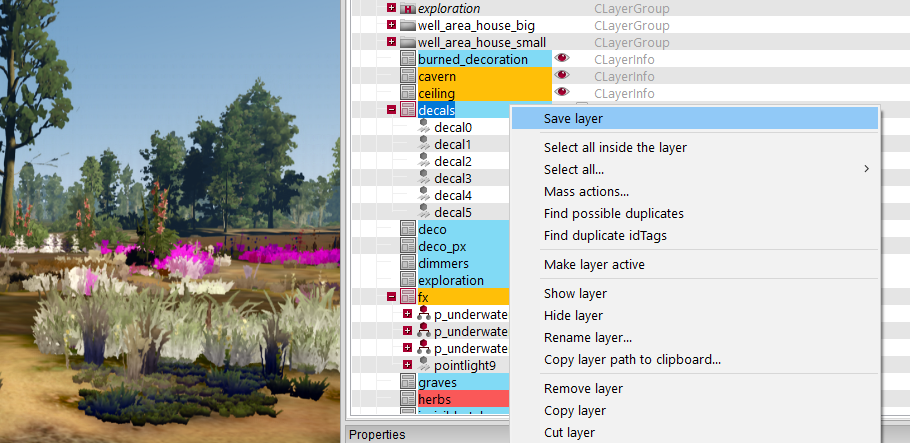 exploration CLayerGroup
well_area_house_big CLayerGroup
well_area_house_small CLayerGroup
burned_decoration CLayerInfo
cavern CLayerInfo
ceiling CLayerInfo
decals
decal0
decal1
decal2
decal3
decal4
decal5
deco
deco_px
dimmers
exploration
fx
p_underwate
p_underwate
p_underwate
pointlight9
graves
herbs
Properties
Save layer
Select all inside the layer
Select all...
Mass actions...
Find possible duplicates
Find duplicate idTags
Make layer active
Show layer
Hide layer
Rename layer...
Copy layer path to clipboard...
Remove layer
Copy layer
Cut layer